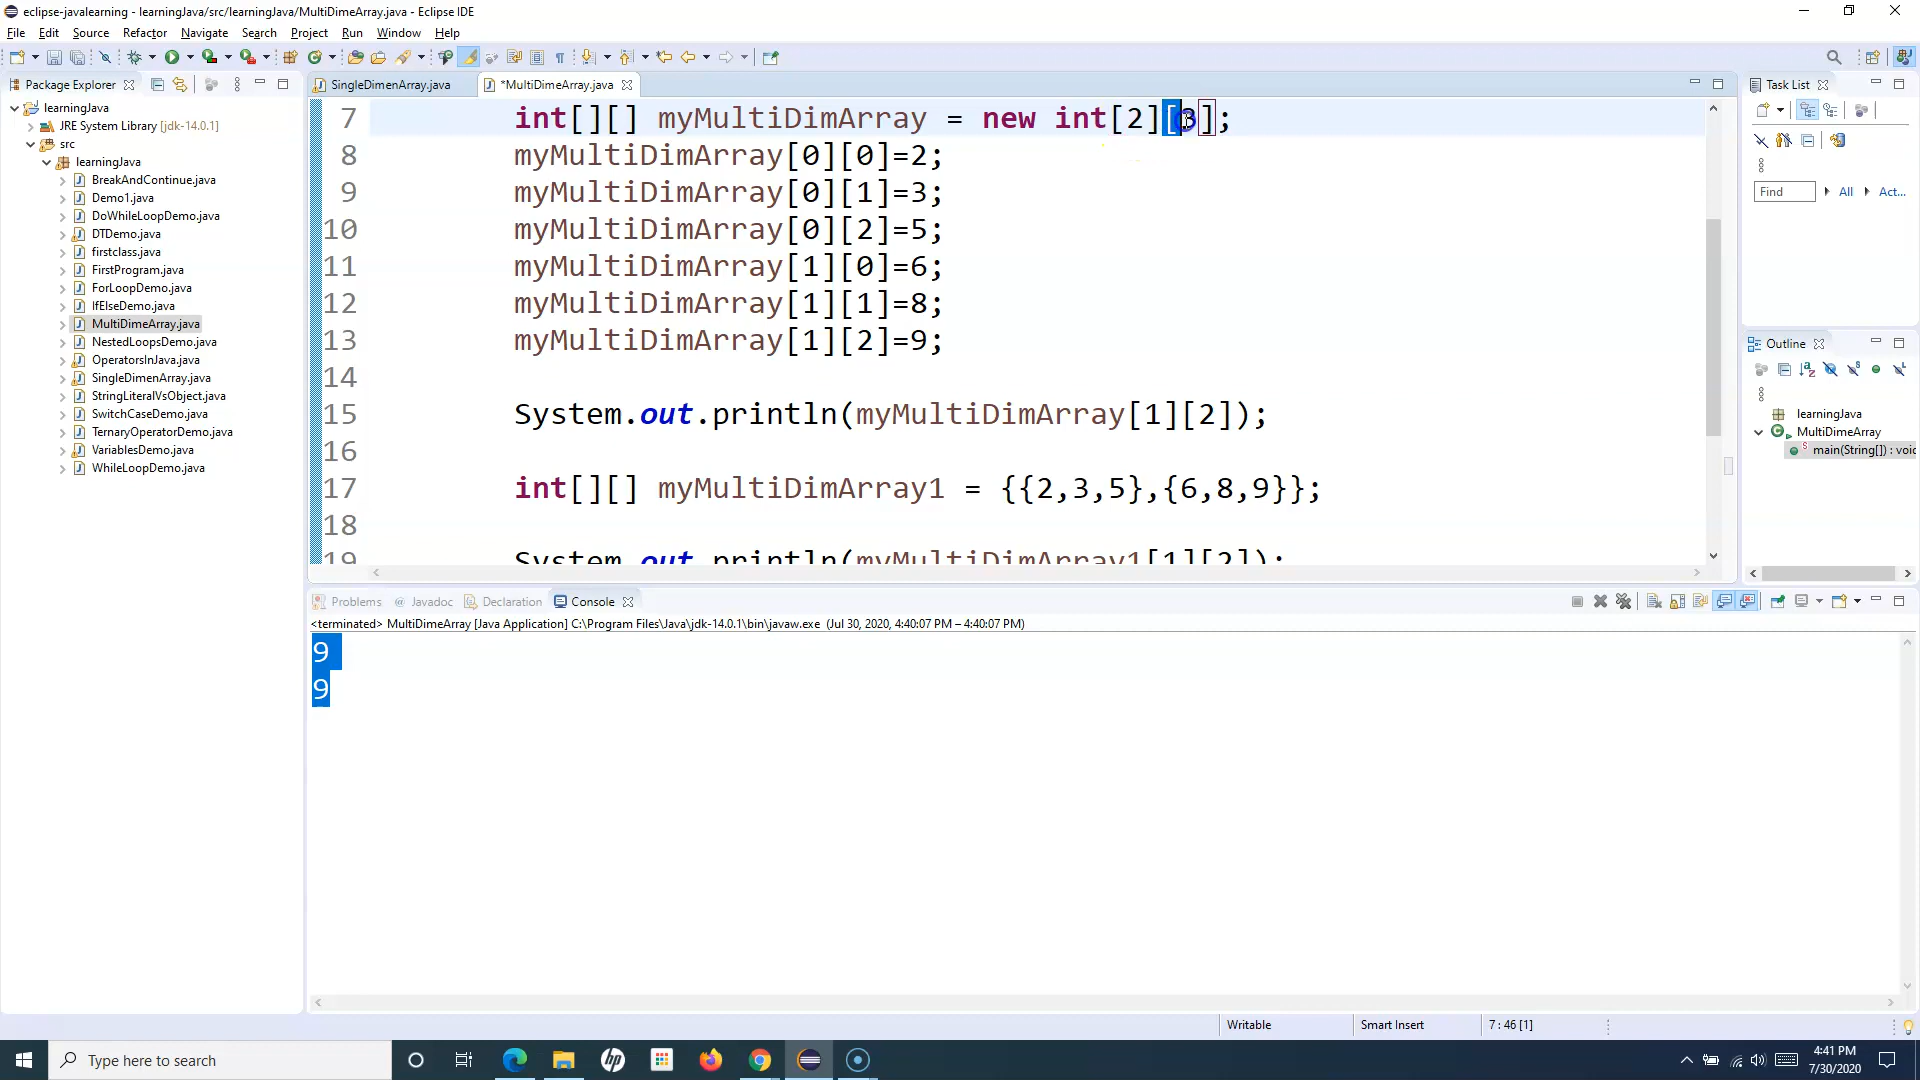 eclipse-javalearning - learningJava/src/learningJava/MultiDimeArray.java - Eclipse IDE
File Edit Source Refactor Navigate Search Project Run Window Help
Package Explorer
learningJava
JRE System Library [jdk-14.0.1]
src
learningJava
BreakAndContinue.java
Demo1.java
DoWhileLoopDemo.java
DTDemo.java
firstclass.java
FirstProgram.java
ForLoopDemo.java
IfElseDemo.java
MultiDimeArray.java
NestedLoopsDemo.java
OperatorsInJava.java
SingleDimenArray.java
StringLiteralVsObject.java
SwitchCaseDemo.java
TernaryOperatorDemo.java
VariablesDemo.java
WhileLoopDemo.java
SingleDimenArray.java *MultiDimeArray.java
7 int[][] myMultiDimArray = new int[2][3];
8 myMultiDimArray[0][0]=2;
9 myMultiDimArray[0][1]=3;
10 myMultiDimArray[0][2]=5;
11 myMultiDimArray[1][0]=6;
12 myMultiDimArray[1][1]=8;
13 myMultiDimArray[1][2]=9;
14
15 System.out.println(myMultiDimArray[1][2]);
16
17 int[][] myMultiDimArray1 = {{2,3,5},{6,8,9}};
18
19 System.out.println(myMultiDimArray1[1][2]);
Task List
Find All Act...
Outline
learningJava
MultiDimeArray
main(String[]) : voic
Problems @ Javadoc Declaration Console
<terminated> MultiDimeArray [Java Application] C:\Program Files\Java\jdk-14.0.1\bin\javaw.exe (Jul 30, 2020, 4:40:07 PM – 4:40:07 PM)
9
9
Writable Smart Insert 7 : 46 [1]
Type here to search
4:41 PM
7/30/2020